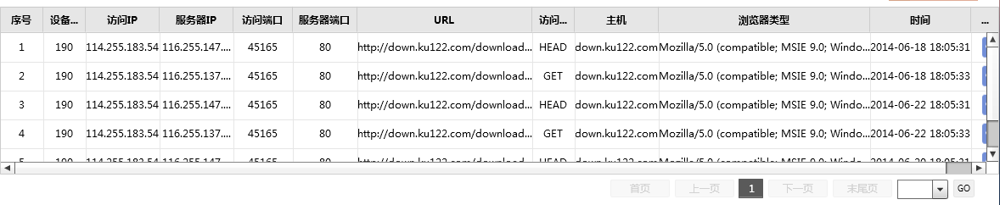 序号 设备... 访问IP 服务器IP 访问端口 服务器端口 URL 访问... 主机 浏览器类型 时间 ...
1 190 114.255.183.54 116.255.147.... 45165 80 http://down.ku122.com/download... HEAD down.ku122.com Mozilla/5.0 (compatible; MSIE 9.0; Windo... 2014-06-18 18:05:31
2 190 114.255.183.54 116.255.137.... 45165 80 http://down.ku122.com/download... GET down.ku122.com Mozilla/5.0 (compatible; MSIE 9.0; Windo... 2014-06-18 18:05:33
3 190 114.255.183.54 116.255.147.... 45165 80 http://down.ku122.com/download... HEAD down.ku122.com Mozilla/5.0 (compatible; MSIE 9.0; Windo... 2014-06-22 18:05:31
4 190 114.255.183.54 116.255.137.... 45165 80 http://down.ku122.com/download... GET down.ku122.com Mozilla/5.0 (compatible; MSIE 9.0; Windo... 2014-06-22 18:05:33
5 190 114.255.183.54 116.255.147.... 45165 80 http://down.ku122.com/download... HEAD down.ku122.com Mozilla/5.0 (compatible; MSIE 9.0; Windo...
首页 上一页 1 下一页 末尾页 GO